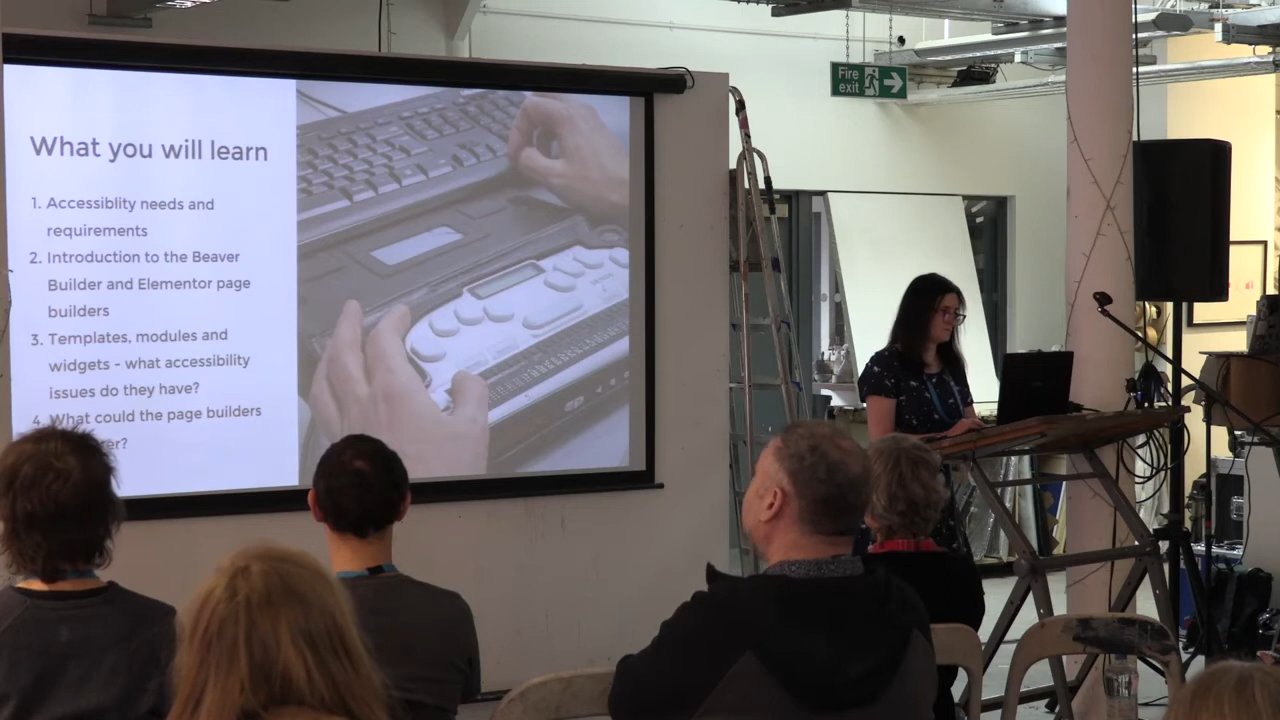 What you will learn
1. Accessiblity needs and
requirements
2. Introduction to the Beaver
Builder and Elementor page
builders
3. Templates, modules and
widgets - what accessibility
issues do they have?
4. What could the page builders
Fire
exit